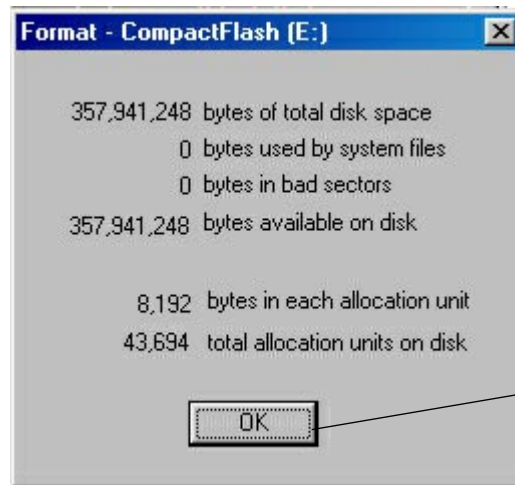 Format - CompactFlash (E:)
357,941,248 bytes of total disk space
0 bytes used by system files
0 bytes in bad sectors
357,941,248 bytes available on disk
8,192 bytes in each allocation unit
43,694 total allocation units on disk
OK